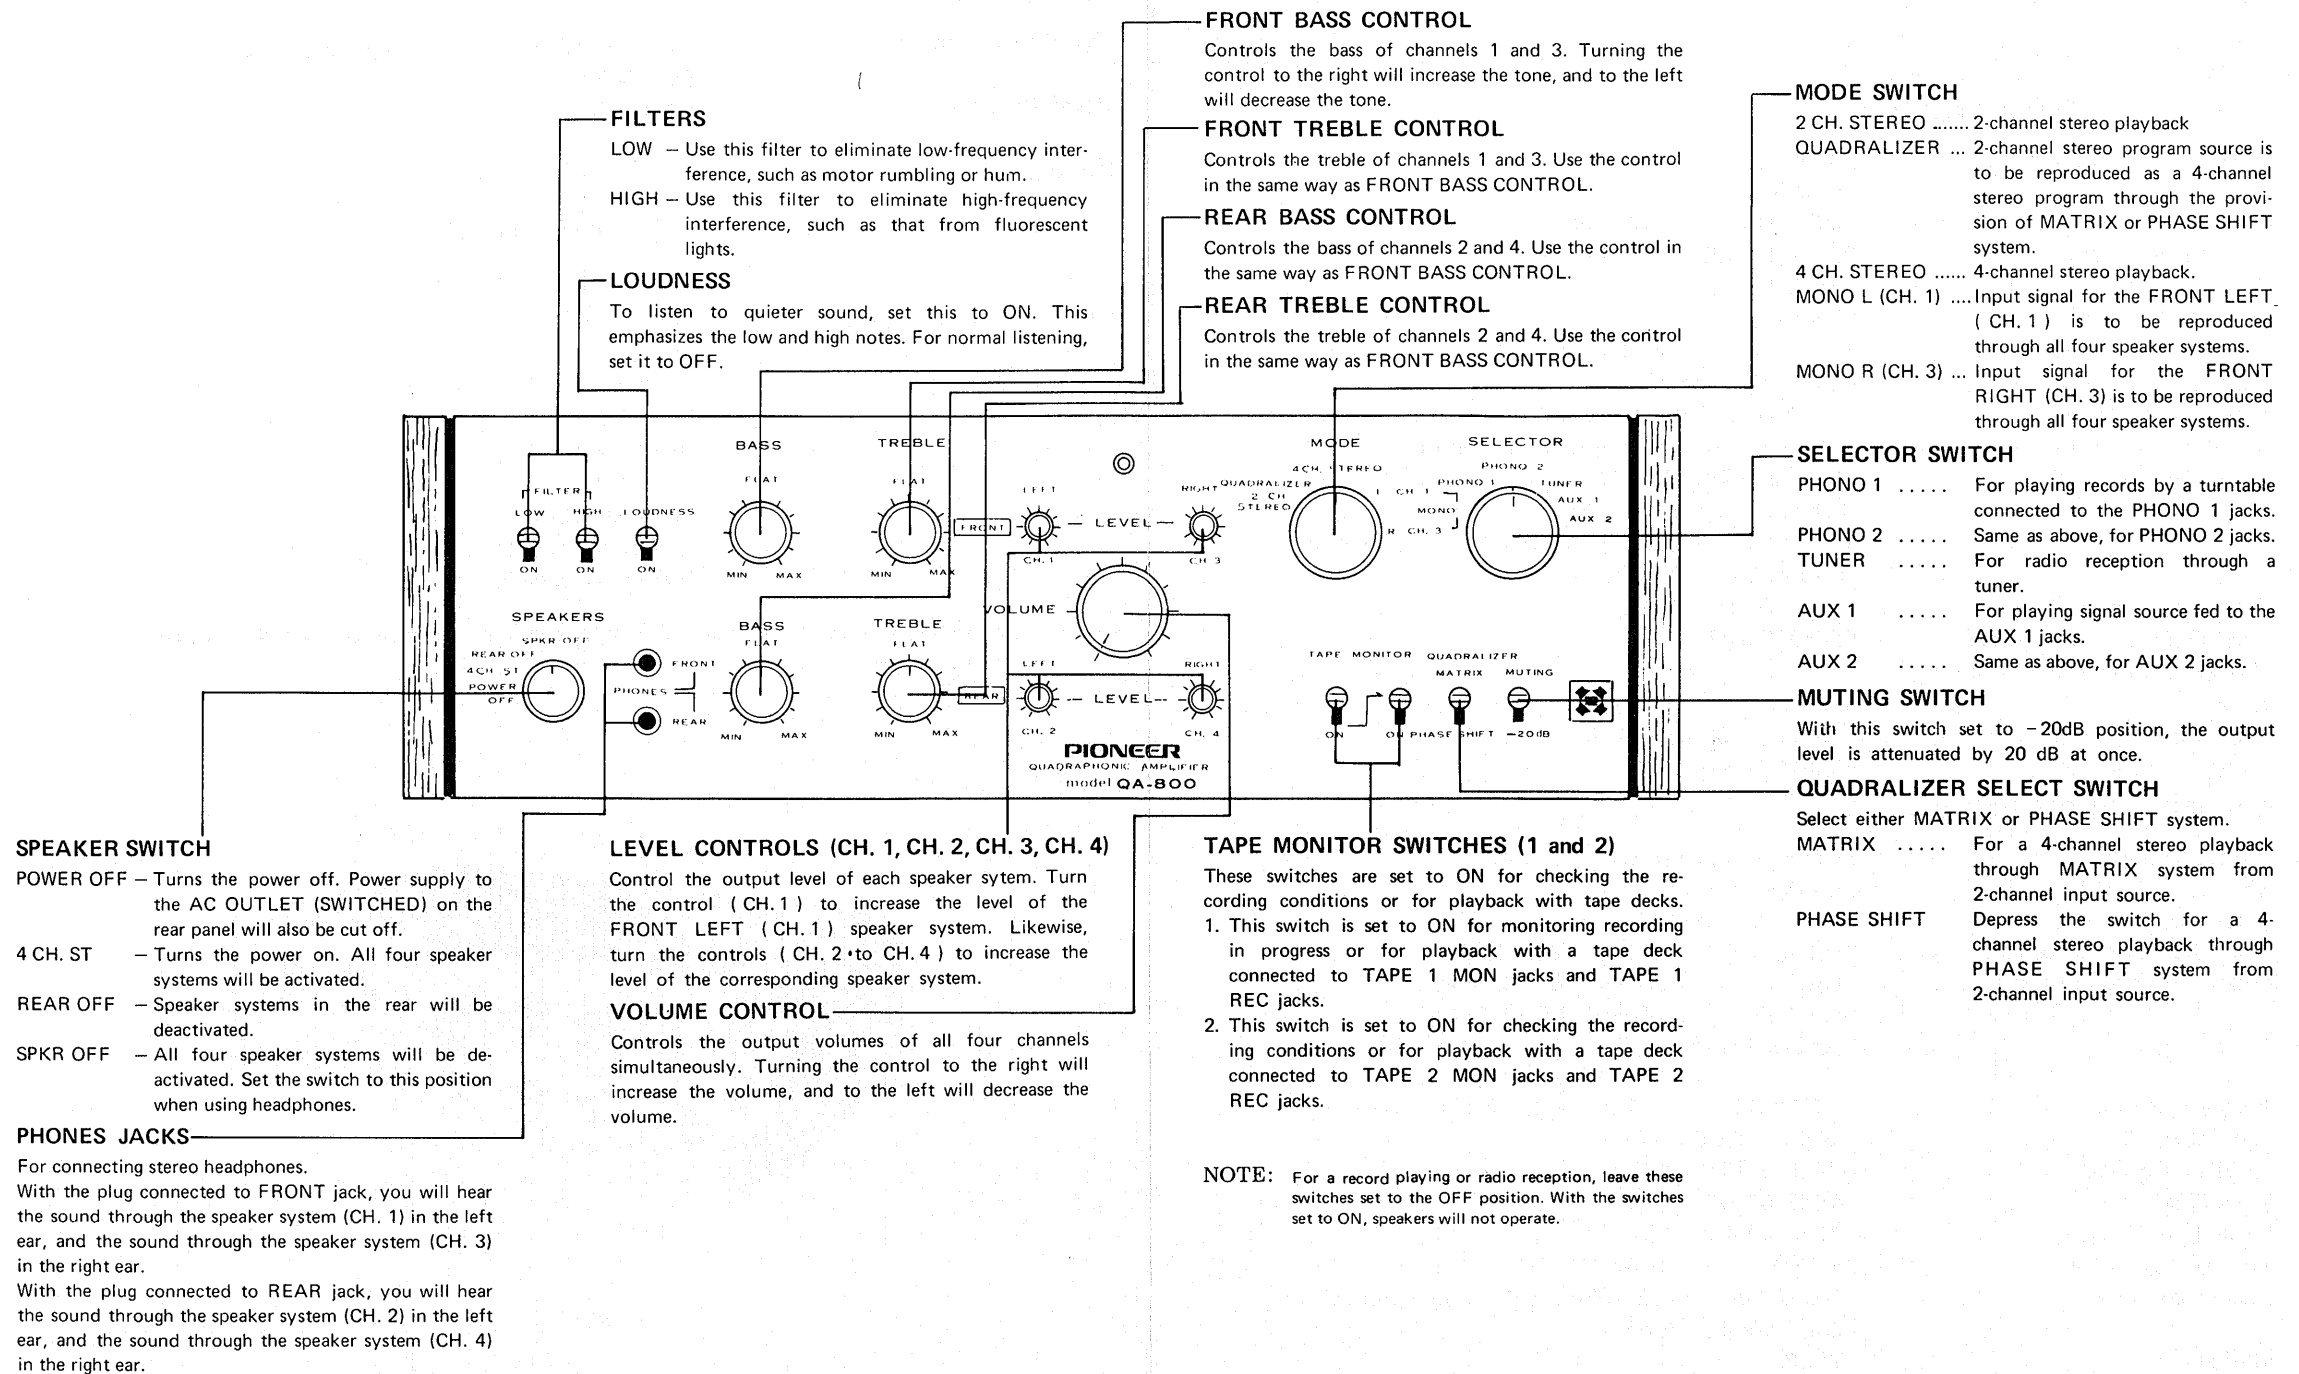 FRONT BASS CONTROL
Controls the bass of channels 1 and 3. Turning the
control to the right will increase the tone, and to the left
will decrease the tone.
FRONT TREBLE CONTROL
Controls the treble of channels 1 and 3. Use the control
in the same way as FRONT BASS CONTROL.
REAR BASS CONTROL
Controls the bass of channels 2 and 4. Use the control in
the same way as FRONT BASS CONTROL.
REAR TREBLE CONTROL
Controls the treble of channels 2 and 4. Use the control
in the same way as FRONT BASS CONTROL.
FILTERS
LOW – Use this filter to eliminate low-frequency inter-
ference, such as motor rumbling or hum.
HIGH – Use this filter to eliminate high-frequency
interference, such as that from fluorescent
lights.
LOUDNESS
To listen to quieter sound, set this to ON. This
emphasizes the low and high notes. For normal listening,
set it to OFF.
MODE SWITCH
2 CH. STEREO ....... 2-channel stereo playback
QUADRALIZER ... 2-channel stereo program source is
to be reproduced as a 4-channel
stereo program through the provi-
sion of MATRIX or PHASE SHIFT
system.
4 CH. STEREO ...... 4-channel stereo playback.
MONO L (CH. 1) .... Input signal for the FRONT LEFT
( CH. 1 ) is to be reproduced
through all four speaker systems.
MONO R (CH. 3) ... Input signal for the FRONT
RIGHT (CH. 3) is to be reproduced
through all four speaker systems.
SELECTOR SWITCH
PHONO 1 ..... For playing records by a turntable
connected to the PHONO 1 jacks.
PHONO 2 ..... Same as above, for PHONO 2 jacks.
TUNER ..... For radio reception through a
tuner.
AUX 1 ..... For playing signal source fed to the
AUX 1 jacks.
AUX 2 ..... Same as above, for AUX 2 jacks.
MUTING SWITCH
With this switch set to –20dB position, the output
level is attenuated by 20 dB at once.
QUADRALIZER SELECT SWITCH
Select either MATRIX or PHASE SHIFT system.
MATRIX ..... For a 4-channel stereo playback
through MATRIX system from
2-channel input source.
PHASE SHIFT Depress the switch for a 4-
channel stereo playback through
PHASE SHIFT system from
2-channel input source.
BASS
TREBLE
MODE
SELECTOR
FLAT
FLAT
4 CH. STEREO
PHONO 2
FILTER
LOW
HIGH
LOUDNESS
LEFT
RIGHT
QUADRALIZER
2 CH
STEREO
L CH 1
MONO
R CH. 3
PHONO 1
TUNER
AUX 1
AUX 2
FRONT
– LEVEL –
ON
ON
ON
MIN
MAX
MIN
MAX
CH. 1
CH 3
SPEAKERS
SPKR OFF
REAR OFF
4CH. ST
POWER
OFF
PHONES
FRONT
REAR
BASS
FLAT
TREBLE
FLAT
VOLUME
LEFT
RIGHT
REAR
– LEVEL --
MIN
MAX
MIN
MAX
CH. 2
CH. 4
TAPE MONITOR
QUADRALIZER
MATRIX
MUTING
ON
ON
PHASE SHIFT
–20dB
PIONEER
QUADRAPHONIC AMPLIFIER
model QA-800
SPEAKER SWITCH
POWER OFF – Turns the power off. Power supply to
the AC OUTLET (SWITCHED) on the
rear panel will also be cut off.
4 CH. ST – Turns the power on. All four speaker
systems will be activated.
REAR OFF – Speaker systems in the rear will be
deactivated.
SPKR OFF – All four speaker systems will be de-
activated. Set the switch to this position
when using headphones.
PHONES JACKS
For connecting stereo headphones.
With the plug connected to FRONT jack, you will hear
the sound through the speaker system (CH. 1) in the left
ear, and the sound through the speaker system (CH. 3)
in the right ear.
With the plug connected to REAR jack, you will hear
the sound through the speaker system (CH. 2) in the left
ear, and the sound through the speaker system (CH. 4)
in the right ear.
LEVEL CONTROLS (CH. 1, CH. 2, CH. 3, CH. 4)
Control the output level of each speaker sytem. Turn
the control ( CH. 1 ) to increase the level of the
FRONT LEFT ( CH. 1 ) speaker system. Likewise,
turn the controls ( CH. 2 to CH. 4 ) to increase the
level of the corresponding speaker system.
VOLUME CONTROL
Controls the output volumes of all four channels
simultaneously. Turning the control to the right will
increase the volume, and to the left will decrease the
volume.
TAPE MONITOR SWITCHES (1 and 2)
These switches are set to ON for checking the re-
cording conditions or for playback with tape decks.
1. This switch is set to ON for monitoring recording
in progress or for playback with a tape deck
connected to TAPE 1 MON jacks and TAPE 1
REC jacks.
2. This switch is set to ON for checking the record-
ing conditions or for playback with a tape deck
connected to TAPE 2 MON jacks and TAPE 2
REC jacks.
NOTE: For a record playing or radio reception, leave these
switches set to the OFF position. With the switches
set to ON, speakers will not operate.